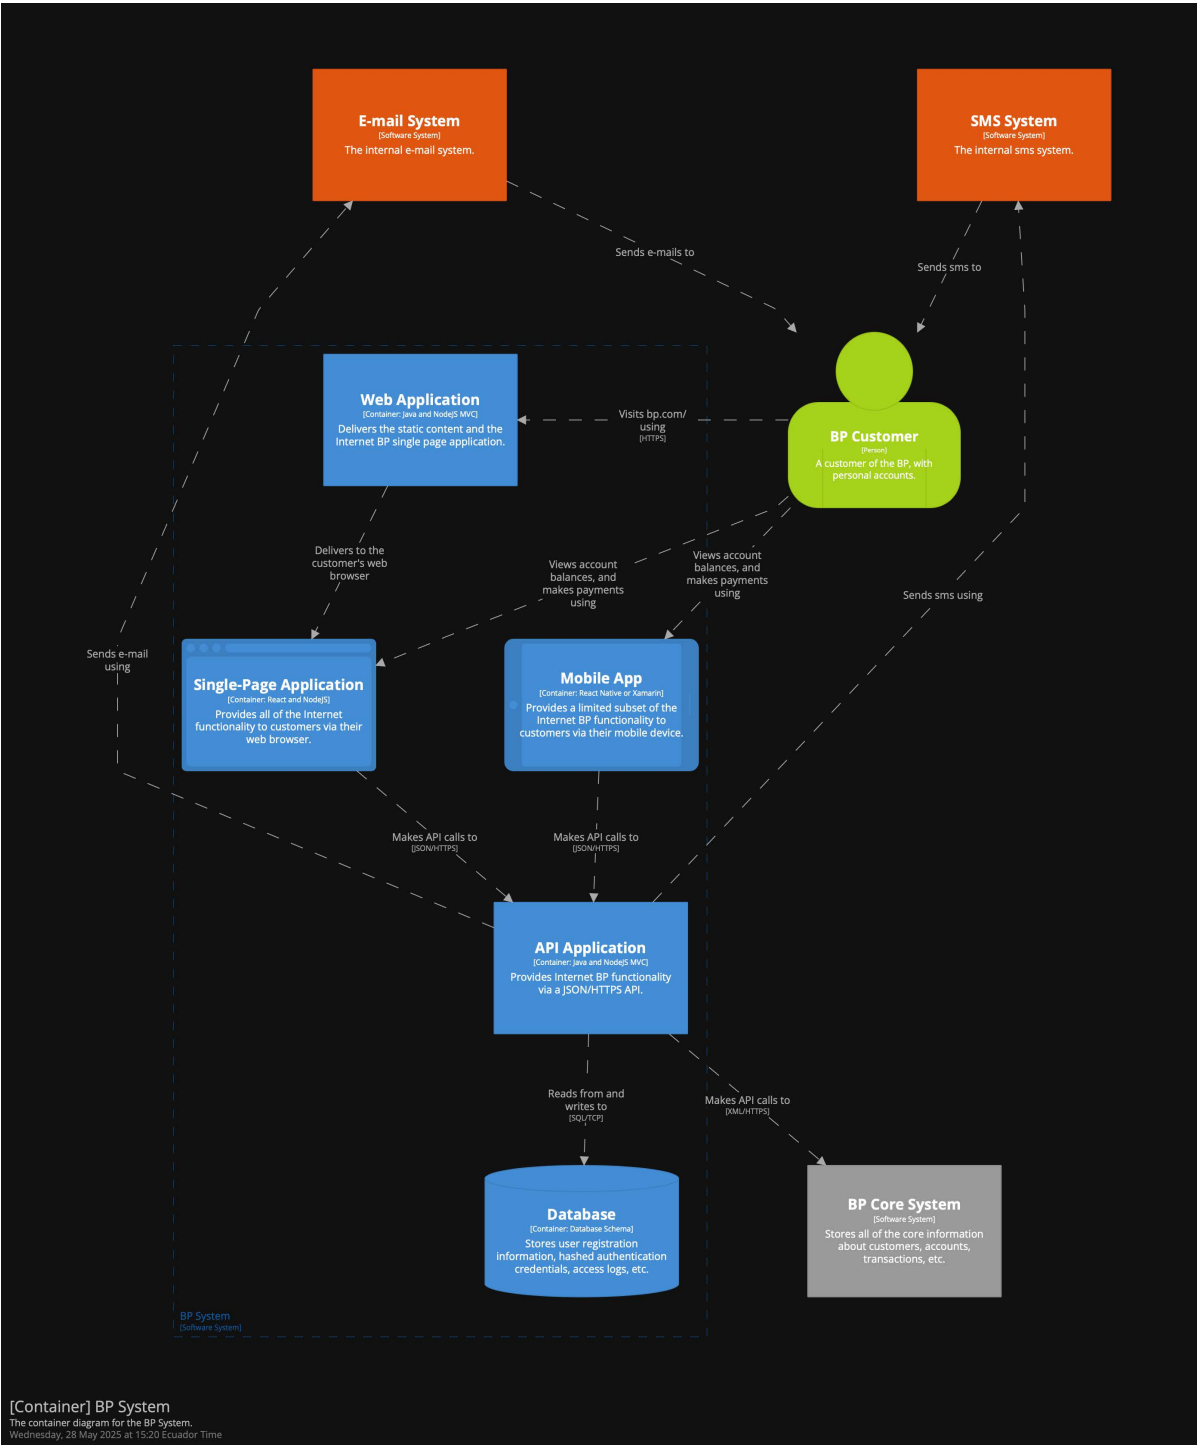 E-mail System
[Software System]
The internal e-mail system.
SMS System
[Software System]
The internal sms system.
Sends e-mails to
Sends sms to
Web Application
[Container: Java and NodeJS MVC]
Delivers the static content and the
Internet BP single page application.
Visits bp.com/
using
[HTTPS]
BP Customer
[Person]
A customer of the BP, with
personal accounts.
Delivers to the
customer's web
browser
Views account
balances, and
makes payments
using
Views account
balances, and
makes payments
using
Sends sms using
Sends e-mail
using
Single-Page Application
[Container: React and NodeJS]
Provides all of the Internet
functionality to customers via their
web browser.
Mobile App
[Container: React Native or Xamarin]
Provides a limited subset of the
Internet BP functionality to
customers via their mobile device.
Makes API calls to
[JSON/HTTPS]
Makes API calls to
[JSON/HTTPS]
API Application
[Container: Java and NodeJS MVC]
Provides Internet BP functionality
via a JSON/HTTPS API.
Reads from and
writes to
[SQL/TCP]
Makes API calls to
[XML/HTTPS]
Database
[Container: Database Schema]
Stores user registration
information, hashed authentication
credentials, access logs, etc.
BP Core System
[Software System]
Stores all of the core information
about customers, accounts,
transactions, etc.
BP System
[Software System]
[Container] BP System
The container diagram for the BP System.
Wednesday, 28 May 2025 at 15:20 Ecuador Time